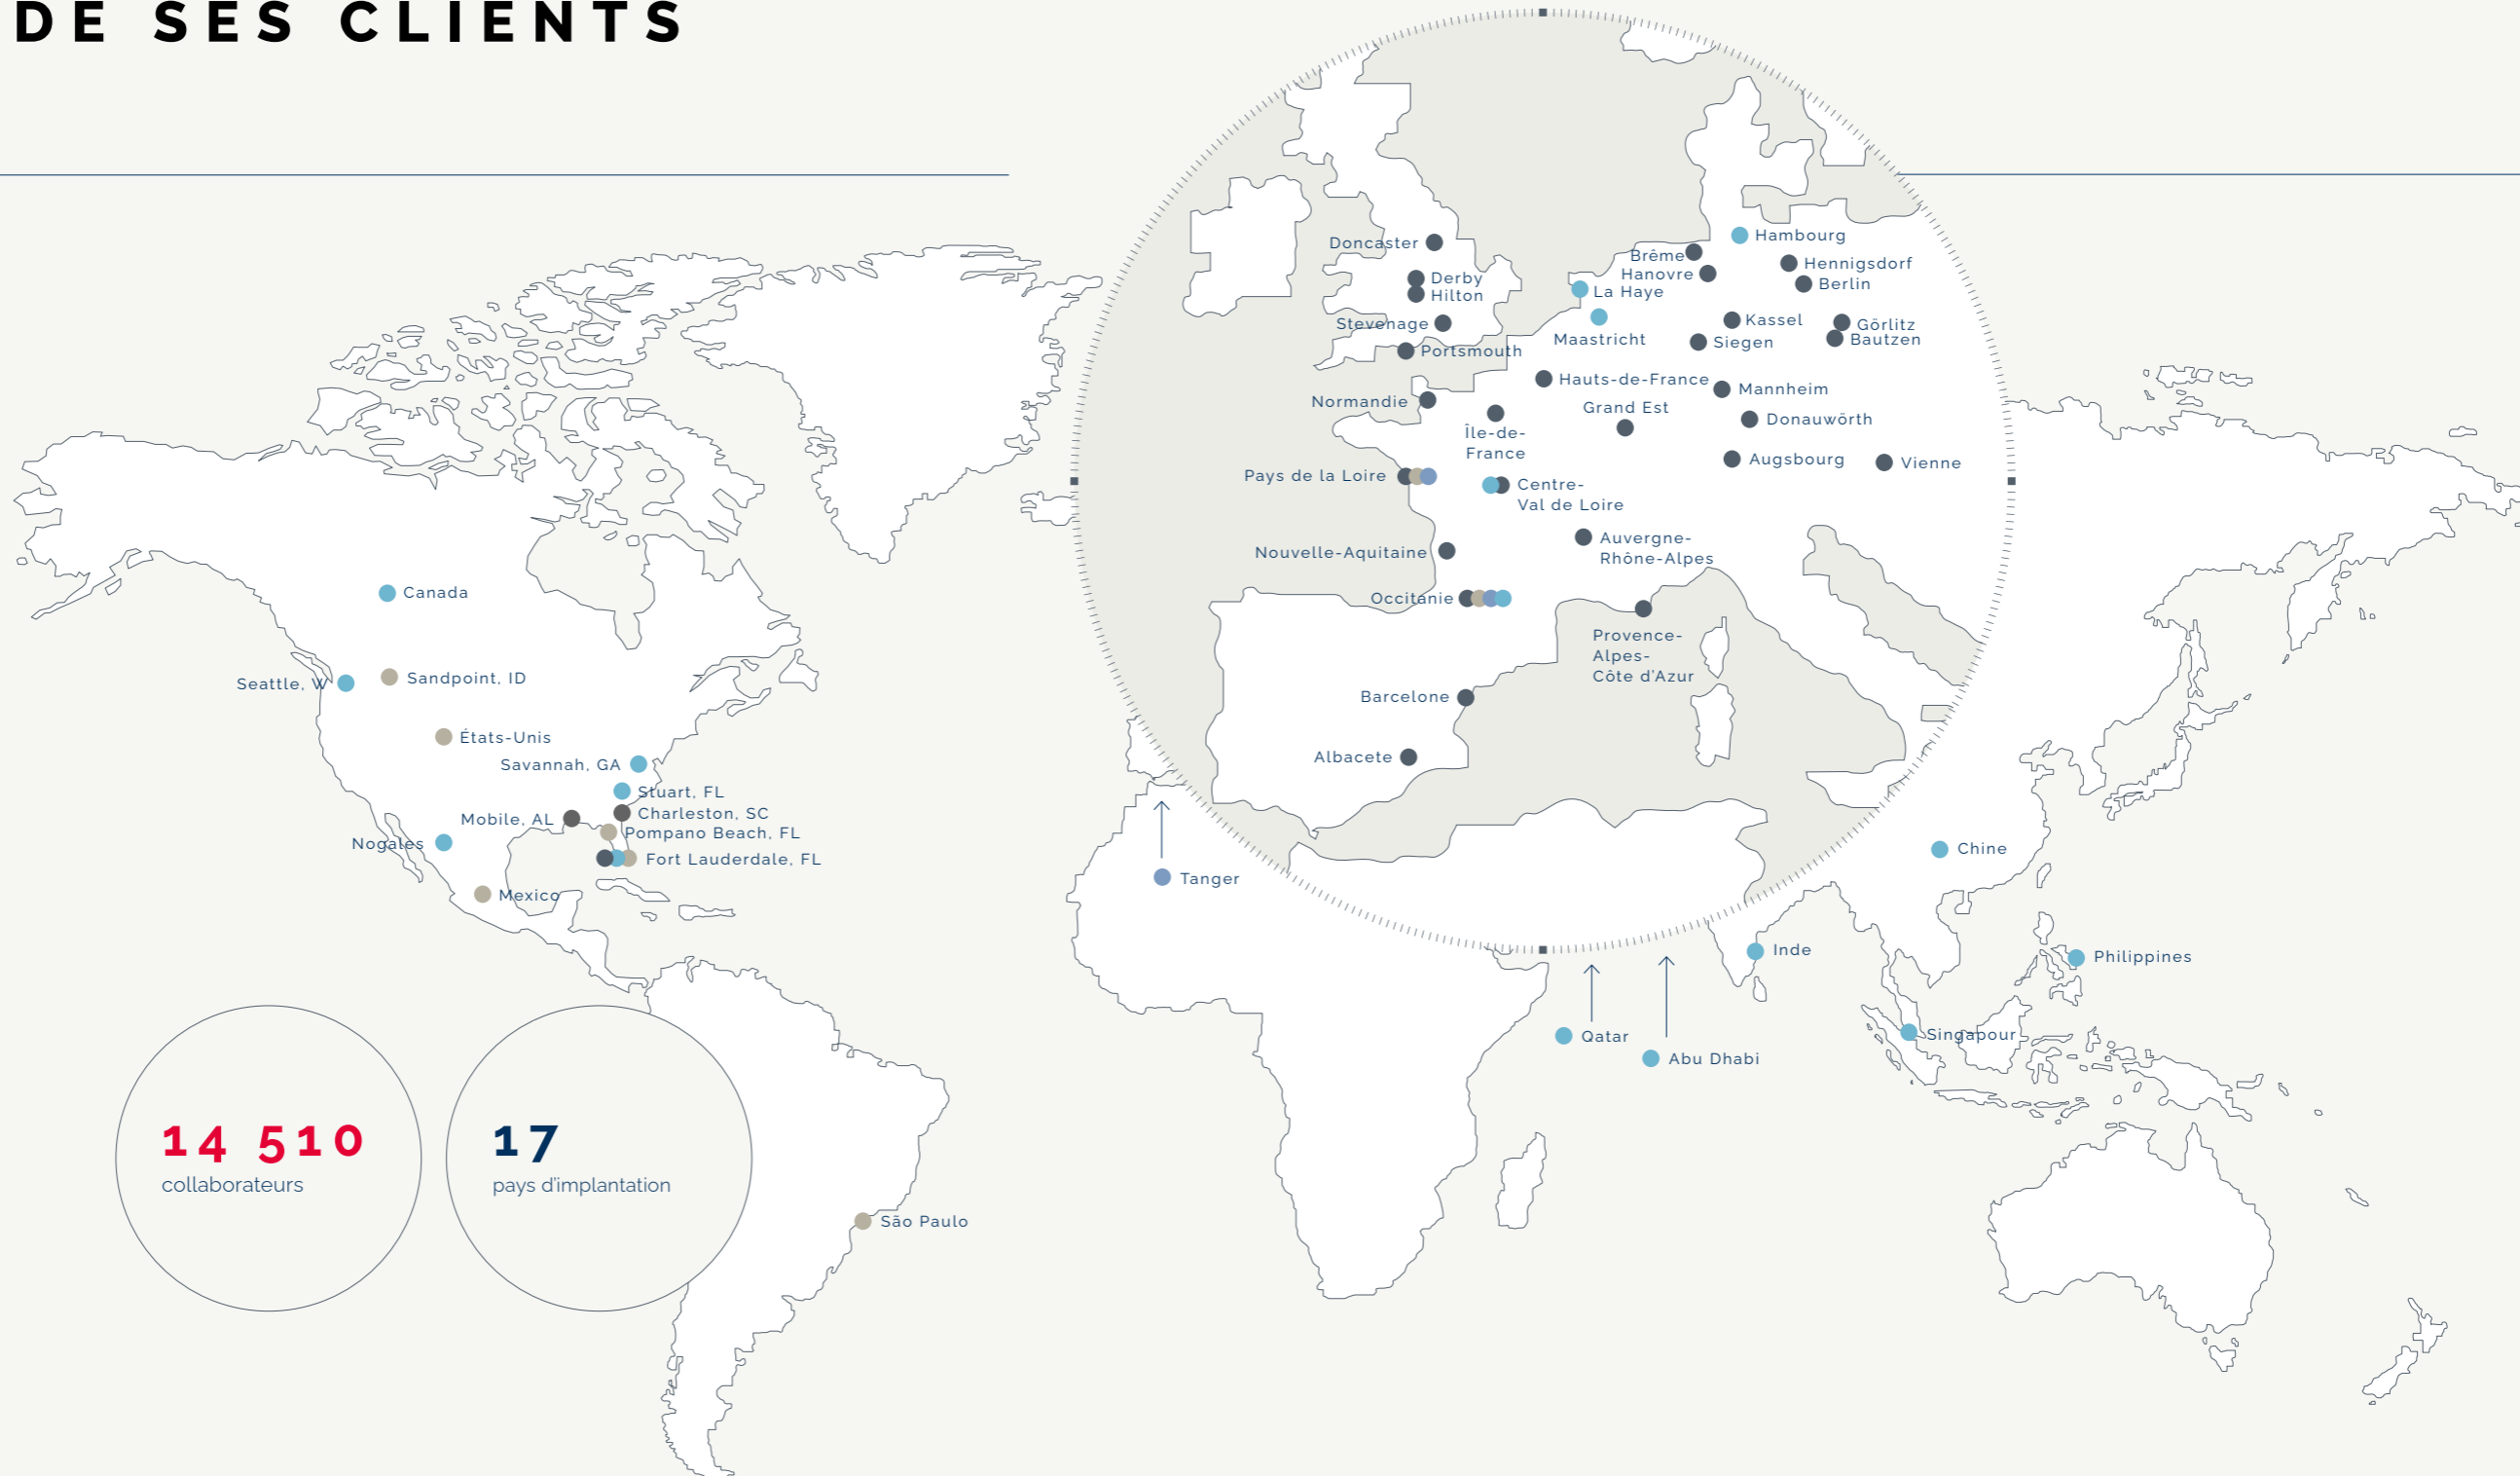 DE SES CLIENTS
Canada
Seattle, W
Sandpoint, ID
États-Unis
Savannah, GA
Stuart, FL
Charleston, SC
Mobile, AL
Pompano Beach, FL
Nogales
Fort Lauderdale, FL
Mexico
São Paulo
14 510
collaborateurs
17
pays d'implantation
Doncaster
Derby
Hilton
Stevenage
Portsmouth
Hambourg
Brême
Hanovre
La Haye
Hennigsdorf
Berlin
Maastricht
Kassel
Siegen
Görlitz
Bautzen
Hauts-de-France
Mannheim
Normandie
Grand Est
Donauwörth
Île-de-
France
Augsbourg
Vienne
Pays de la Loire
Centre-
Val de Loire
Nouvelle-Aquitaine
Auvergne-
Rhône-Alpes
Occitanie
Provence-
Alpes-
Côte d'Azur
Barcelone
Albacete
Tanger
Qatar
Abu Dhabi
Chine
Inde
Philippines
Singapour